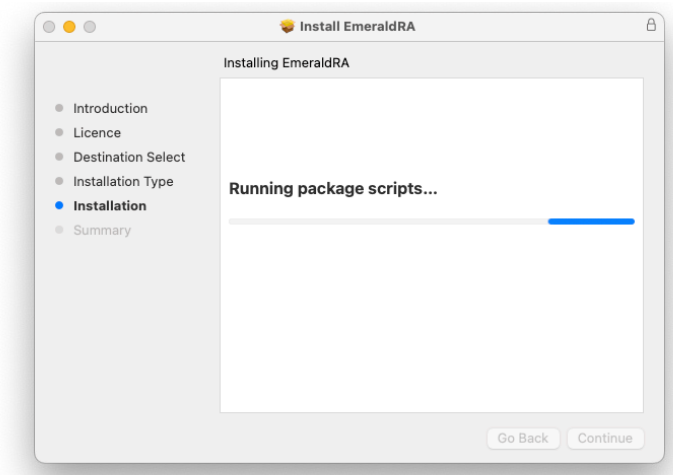 Install EmeraldRA
Installing EmeraldRA
Introduction
Licence
Destination Select
Installation Type
Installation
Summary
Running package scripts...
Go Back
Continue